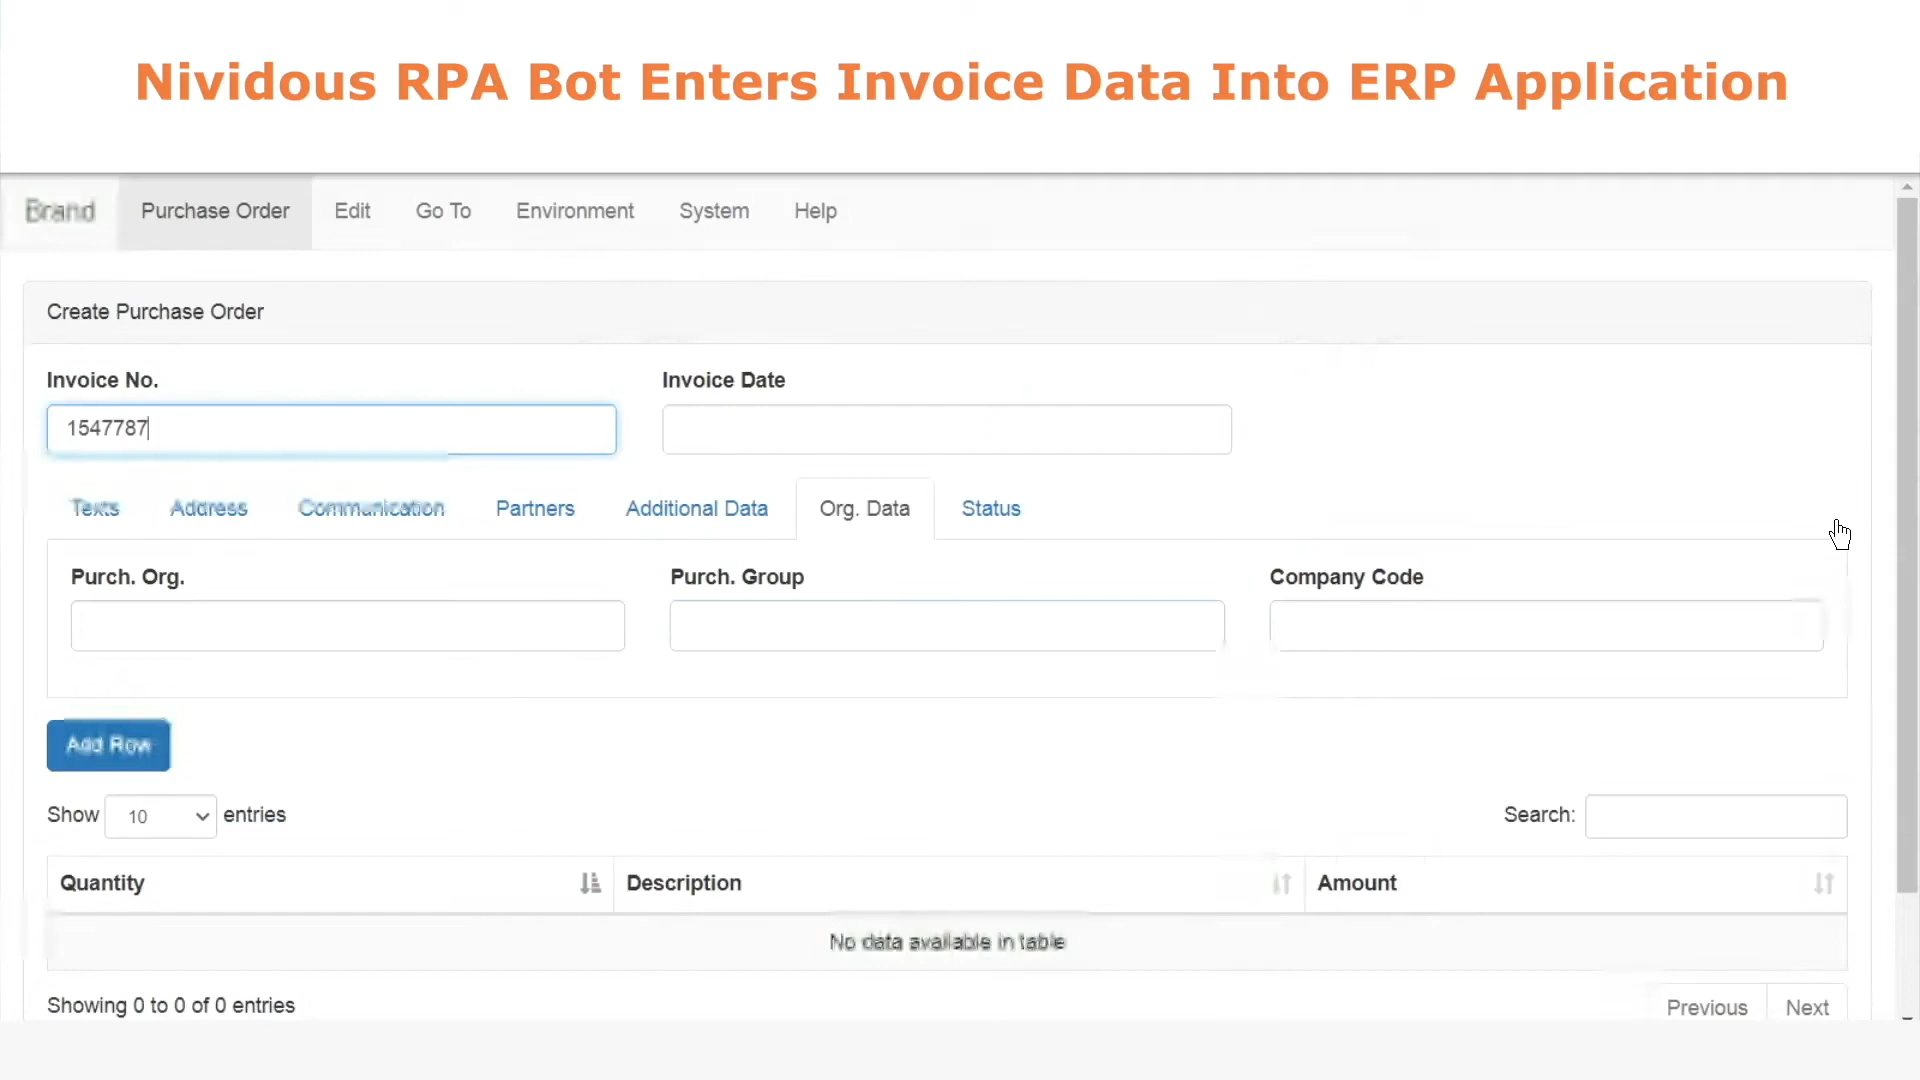 Nividous RPA Bot Enters Invoice Data Into ERP Application
Brand Purchase Order Edit Go To Environment System Help
Create Purchase Order
Invoice No. Invoice Date
1547787
Texts Address Communication Partners Additional Data Org. Data Status
Purch. Org. Purch. Group Company Code
Add Row
Show 10 entries Search:
Quantity Description Amount
No data available in table
Showing 0 to 0 of 0 entries Previous Next